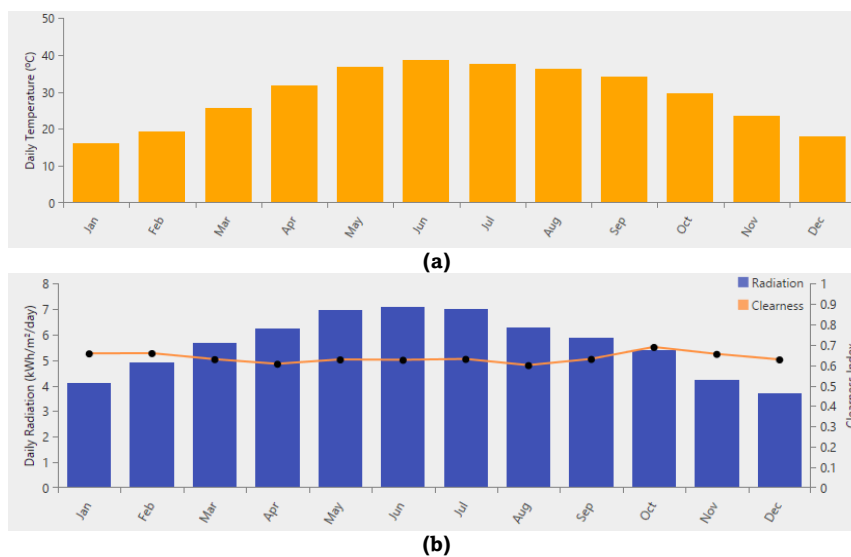 50
40
30
20
10
0
Daily Temperature (ºC)
Jan Feb Mar Apr May Jun Jul Aug Sep Oct Nov Dec
(a)
8
7
6
5
4
3
2
1
0
Daily Radiation (kWh/m²/day)
Radiation
Clearness
1
0.9
0.8
0.7
0.6
0.5
0.4
0.3
0.2
0.1
0
Clearness Index
Jan Feb Mar Apr May Jun Jul Aug Sep Oct Nov Dec
(b)